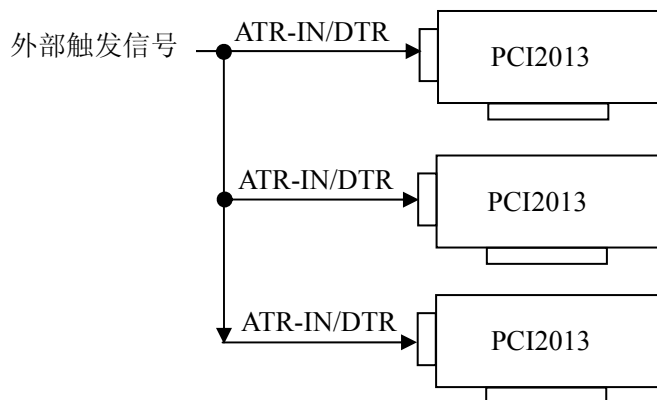 外部触发信号
ATR-IN/DTR
PCI2013
ATR-IN/DTR
PCI2013
ATR-IN/DTR
PCI2013